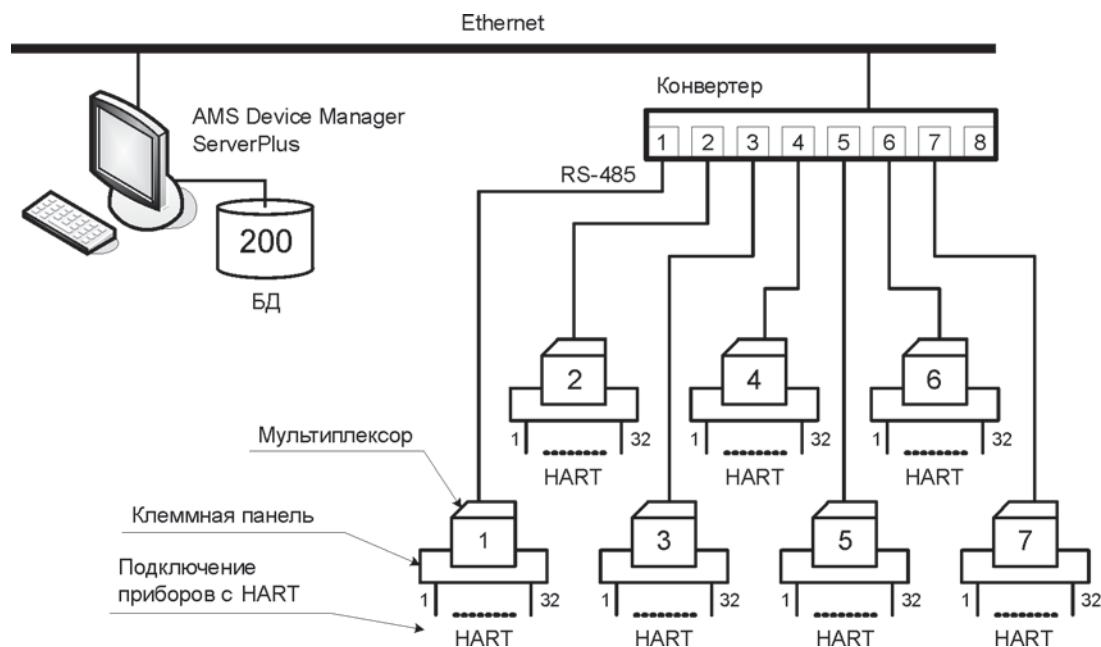 Ethernet
Конвертер
AMS Device Manager
ServerPlus
1 2 3 4 5 6 7 8
RS-485
200
БД
2
1 32
HART
4
1 32
HART
6
1 32
HART
Мультиплексор
Клеммная панель
Подключение
приборов с HART
1
1 32
HART
3
1 32
HART
5
1 32
HART
7
1 32
HART